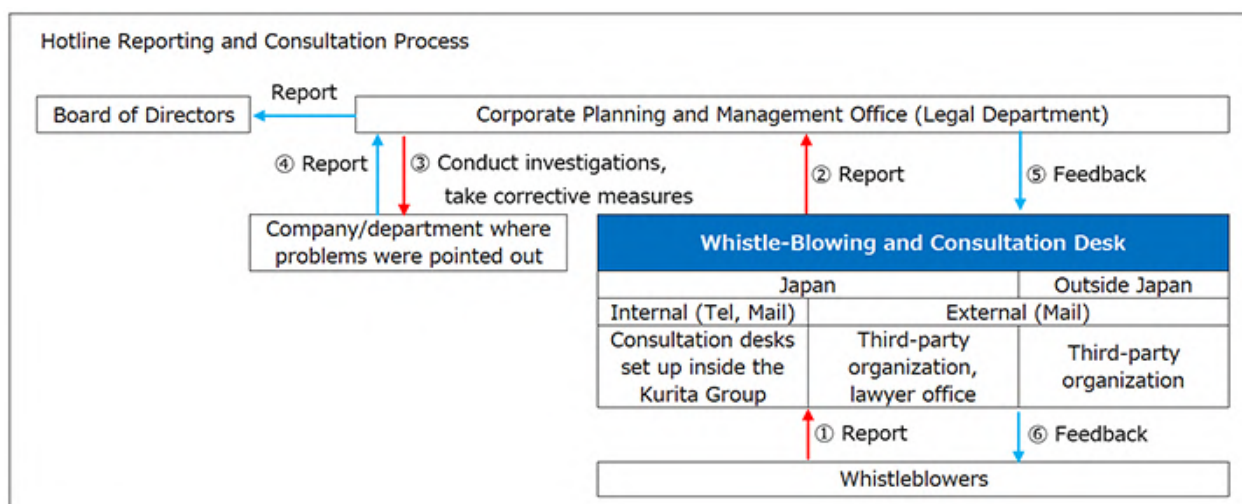 Hotline Reporting and Consultation Process
Report
Board of Directors
Corporate Planning and Management Office (Legal Department)
④ Report
③ Conduct investigations,
take corrective measures
② Report
⑤ Feedback
Company/department where
problems were pointed out
Whistle-Blowing and Consultation Desk
Japan
Outside Japan
Internal (Tel, Mail)
External (Mail)
Consultation desks
set up inside the
Kurita Group
Third-party
organization,
lawyer office
Third-party
organization
① Report
⑥ Feedback
Whistleblowers